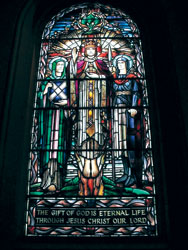 THE GIFT OF GOD IS ETERNAL LIFE
THROUGH JESUS CHRIST OUR LORD